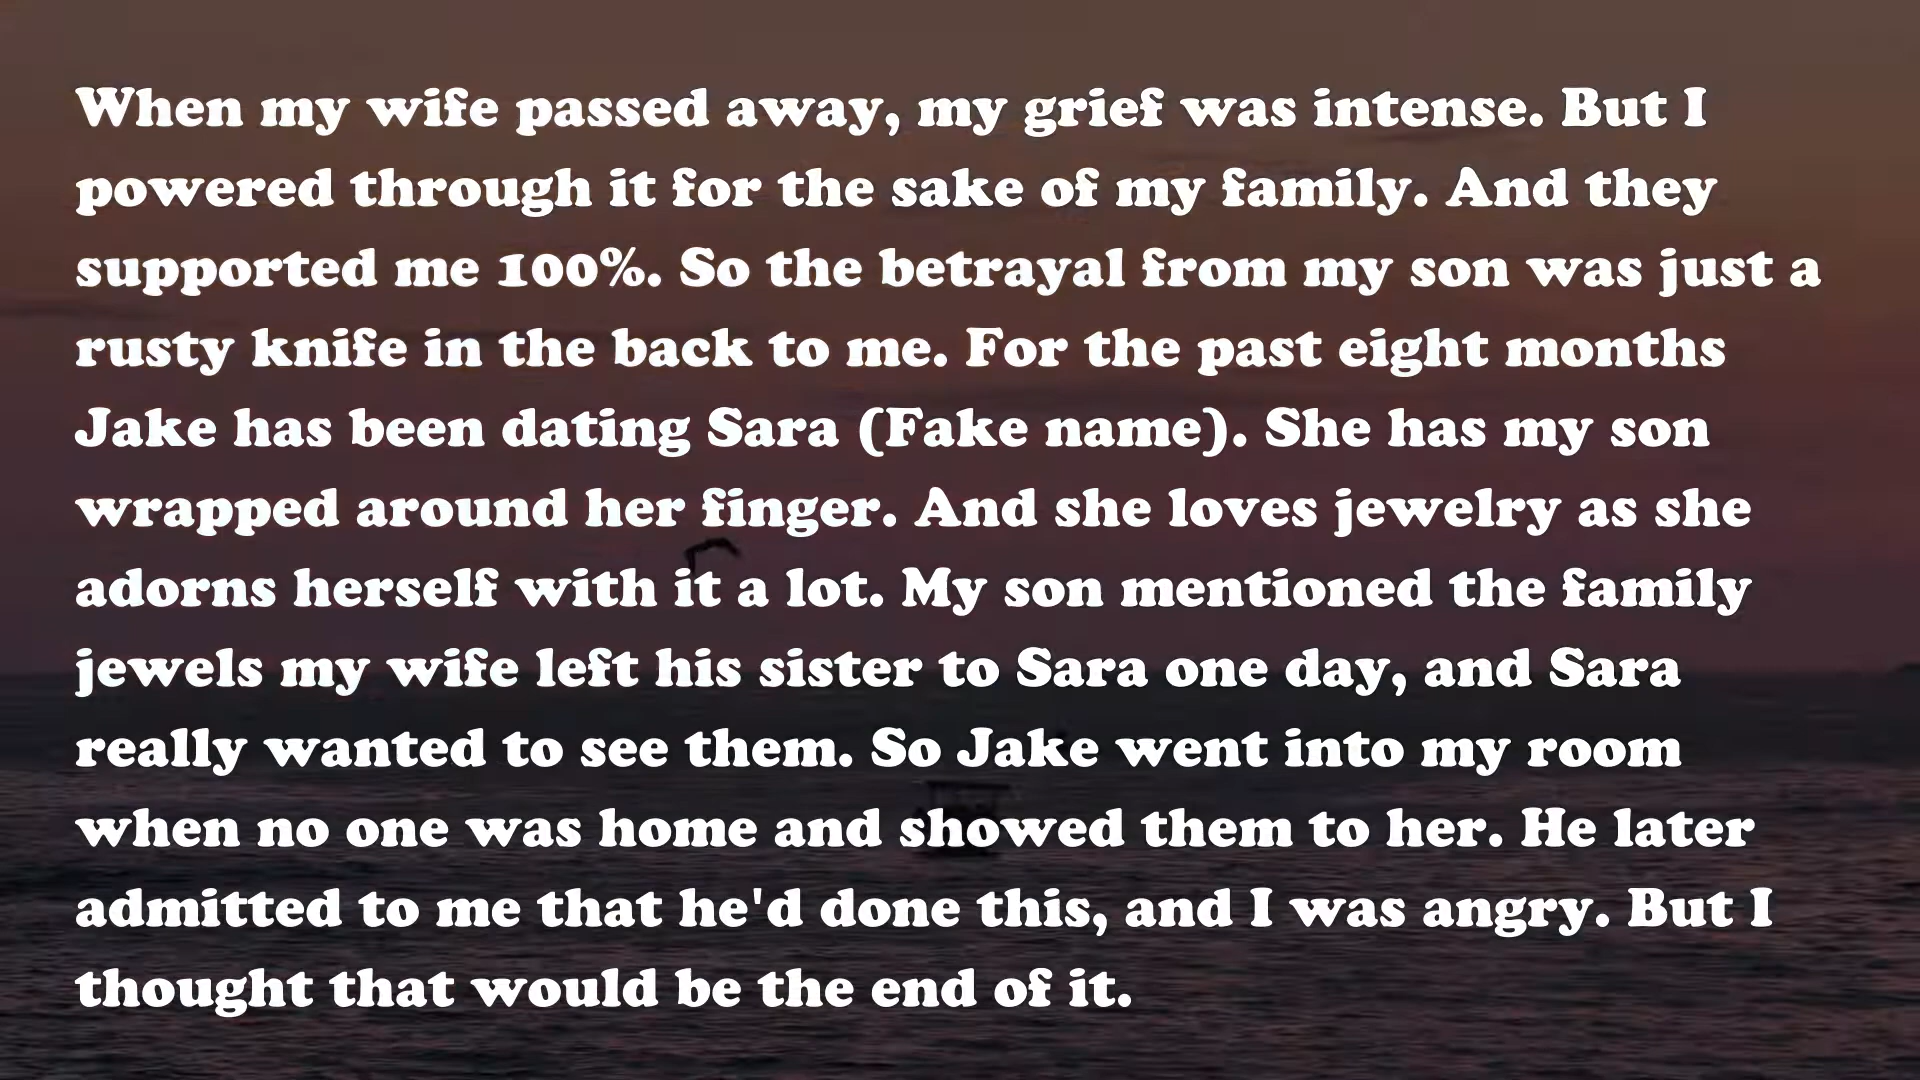 When my wife passed away, my grief was intense. But I
powered through it for the sake of my family. And they
supported me 100%. So the betrayal from my son was just a
rusty knife in the back to me. For the past eight months
Jake has been dating Sara (Fake name). She has my son
wrapped around her finger. And she loves jewelry as she
adorns herself with it a lot. My son mentioned the family
jewels my wife left his sister to Sara one day, and Sara
really wanted to see them. So Jake went into my room
when no one was home and showed them to her. He later
admitted to me that he'd done this, and I was angry. But I
thought that would be the end of it.